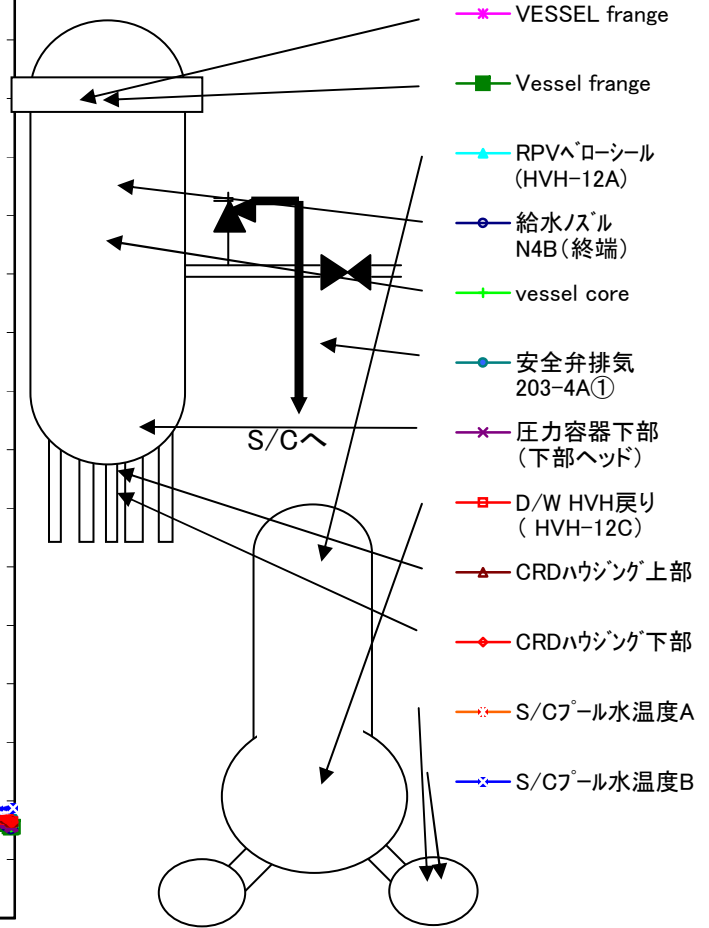 VESSEL frange
Vessel frange
RPVベローシール
(HVH-12A)
給水ノズル
N4B(終端)
vessel core
安全弁排気
203-4A①
圧力容器下部
(下部ヘッド)
D/W HVH戻り
( HVH-12C)
CRDハウジング上部
CRDハウジング下部
S/Cプール水温度A
S/Cプール水温度B
S/Cへ